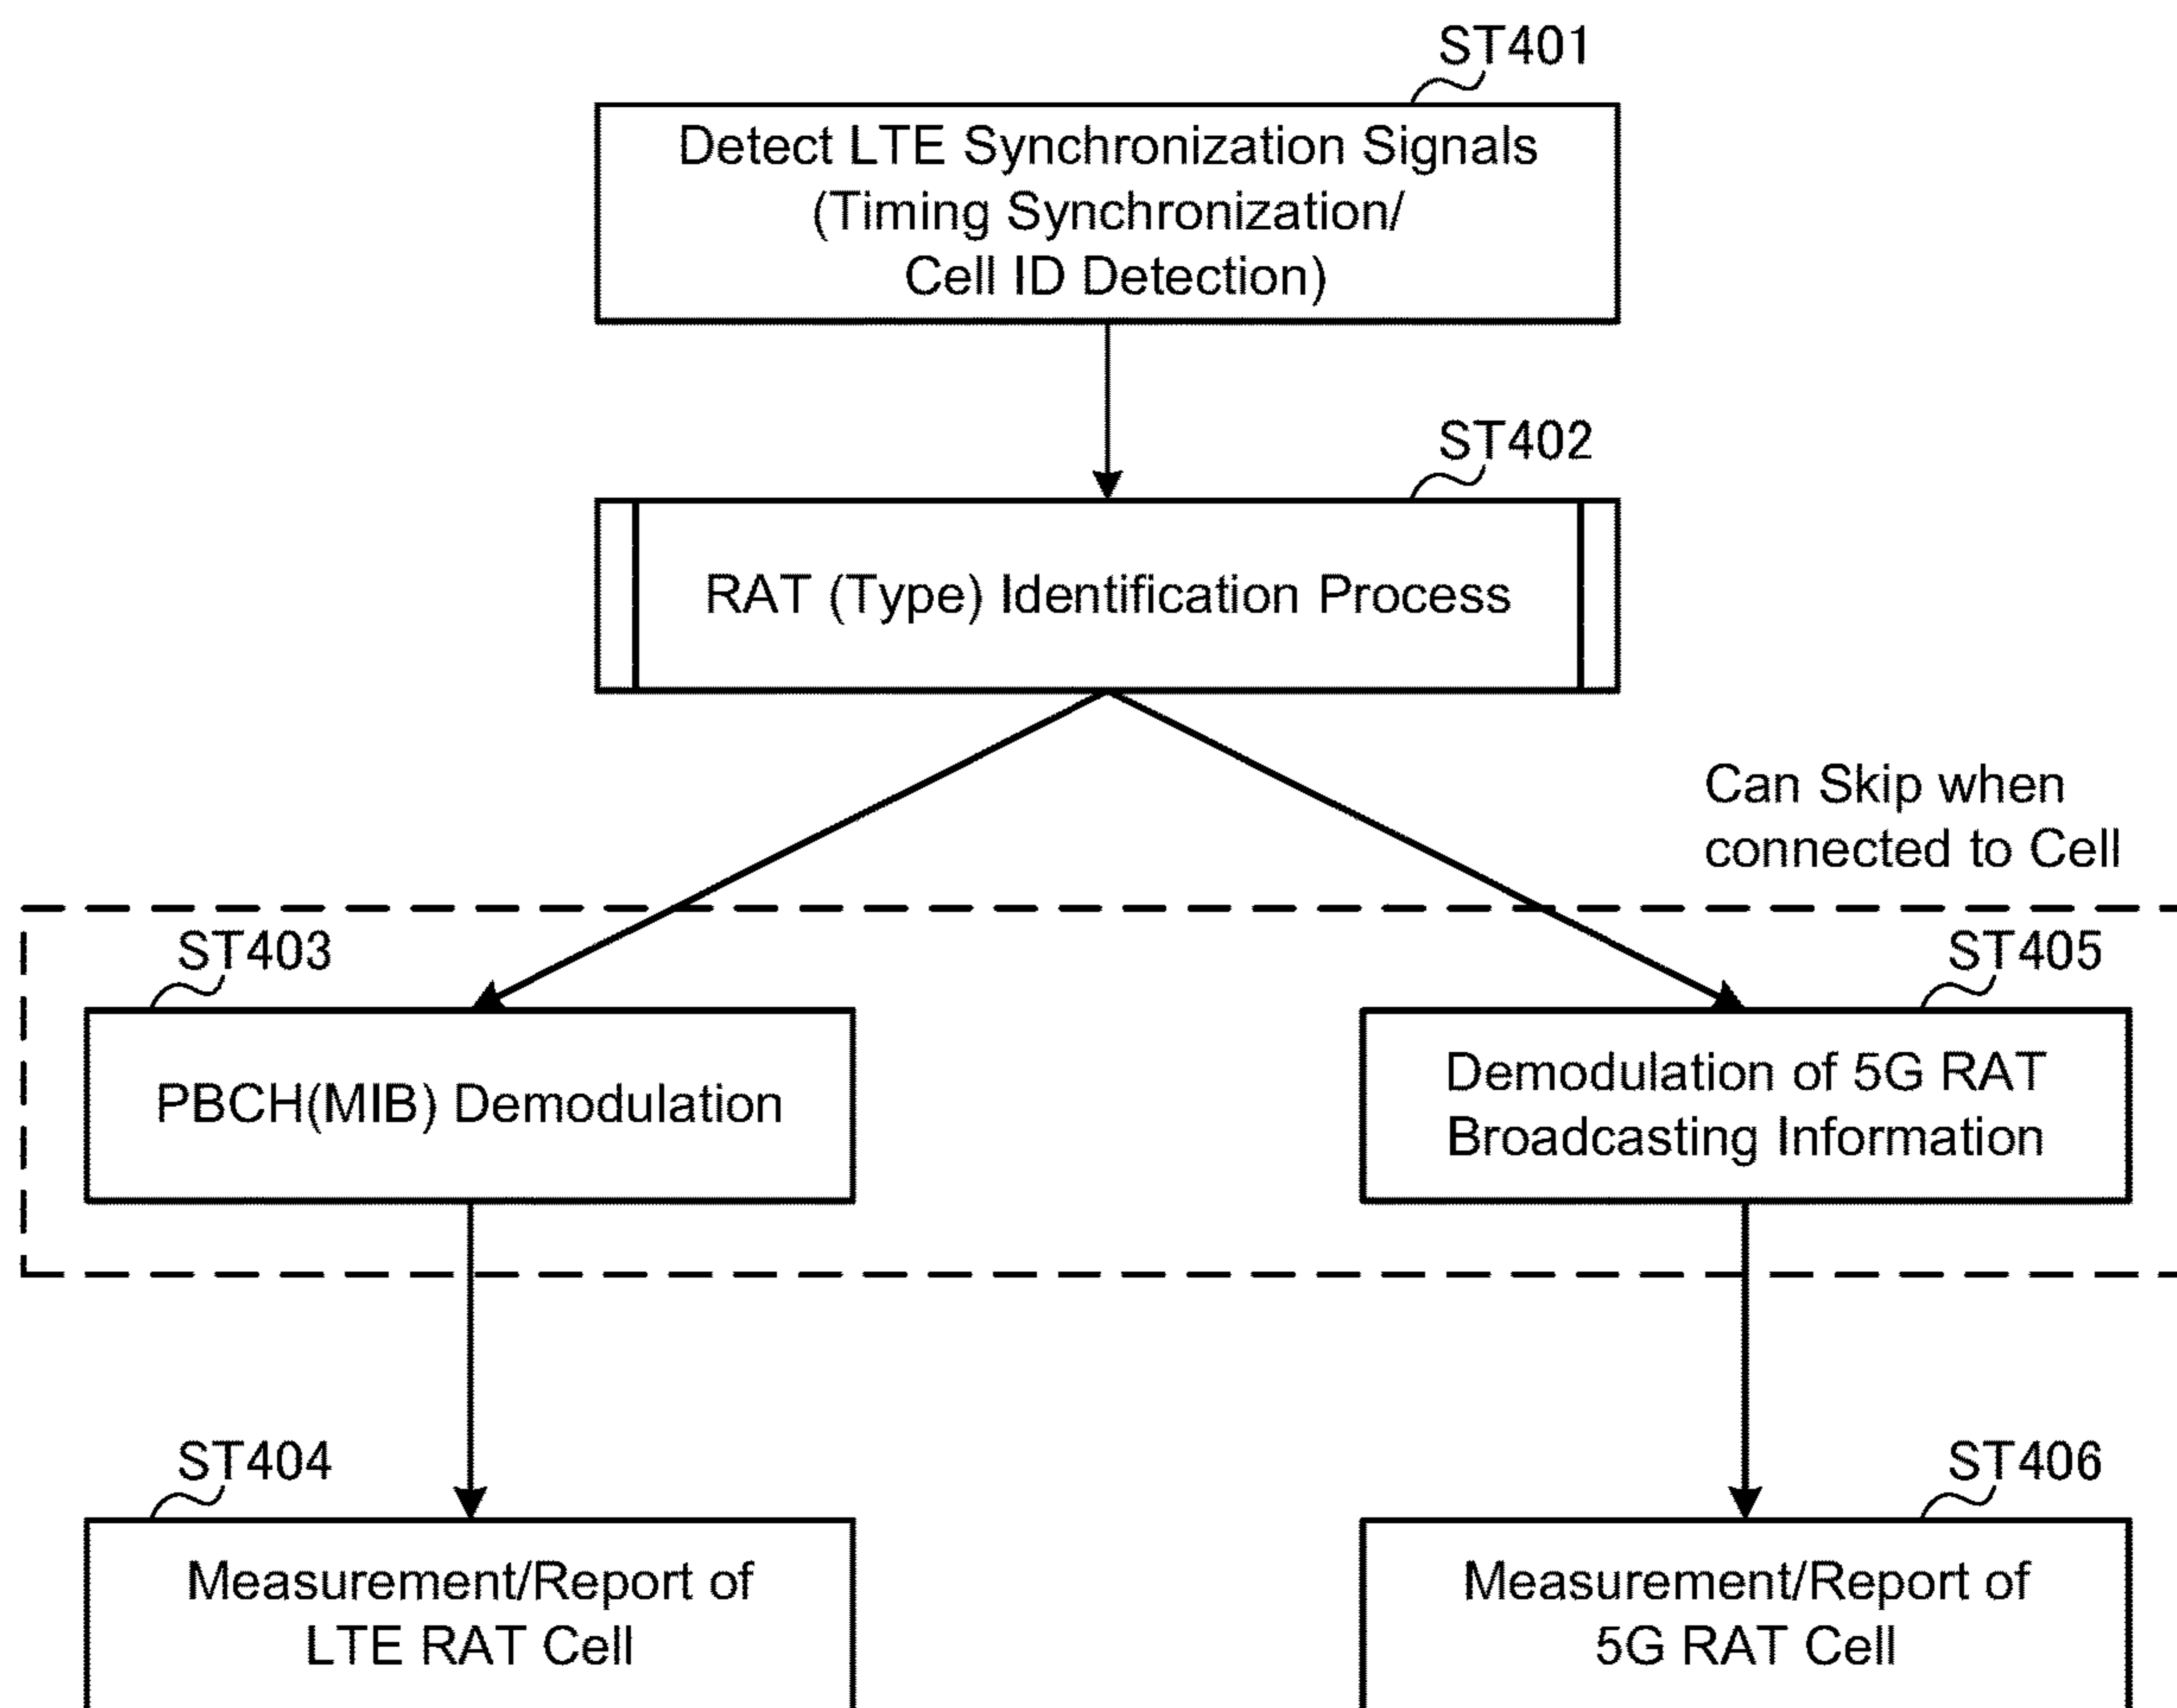 ST401
Detect LTE Synchronization Signals
(Timing Synchronization/
Cell ID Detection)
ST402
RAT (Type) Identification Process
Can Skip when
connected to Cell
ST403
PBCH(MIB) Demodulation
ST405
Demodulation of 5G RAT
Broadcasting Information
ST404
Measurement/Report of
LTE RAT Cell
ST406
Measurement/Report of
5G RAT Cell